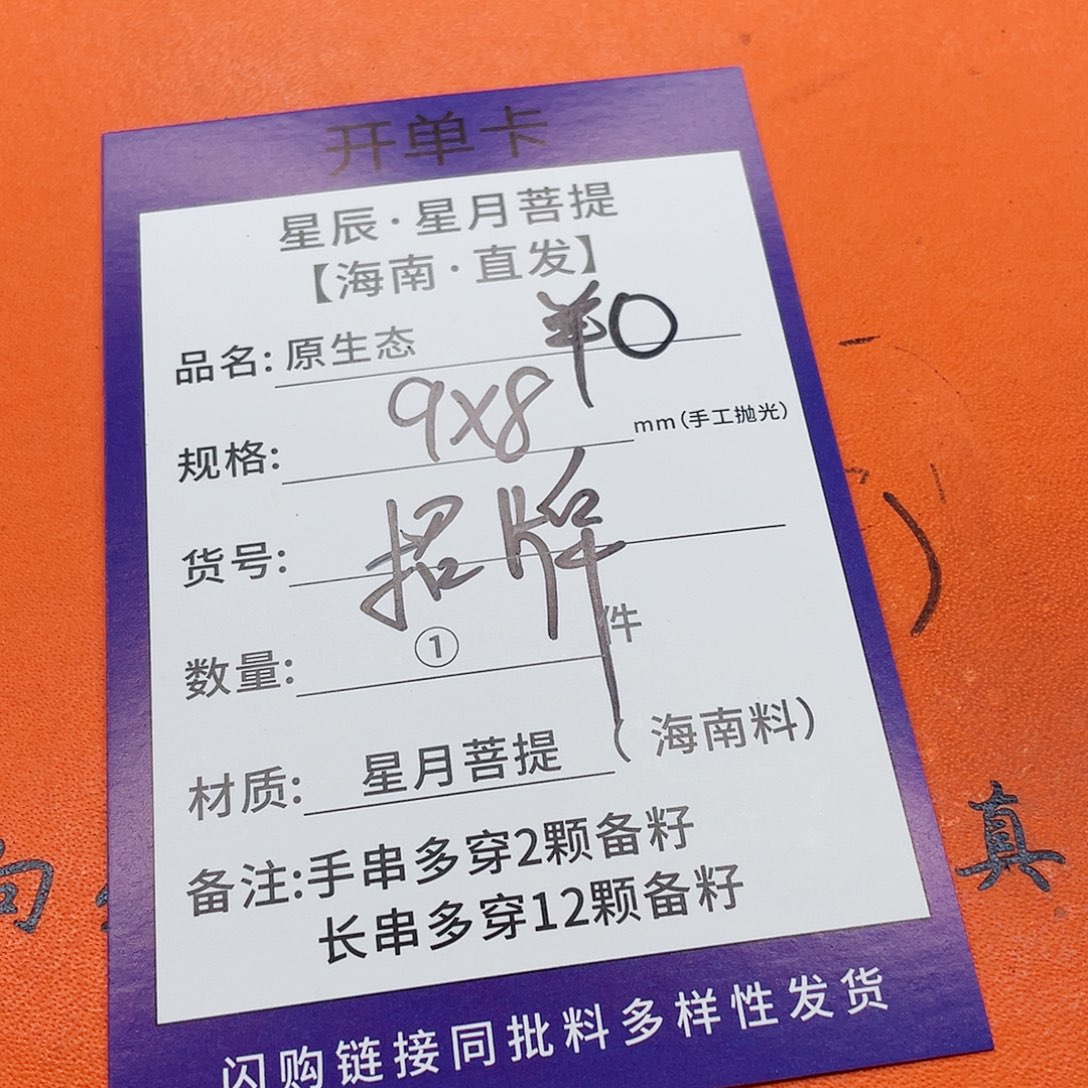 开单卡
星辰·星月菩提
【海南·直发】
品名: 原生态 ¥0
规格: 9X8 mm(手工抛光)
货号: 招牌
数量: ① 件
材质: 星月菩提 (海南料)
备注:手串多穿2颗备籽
长串多穿12颗备籽
闪购链接同批料多样性发货
向
真